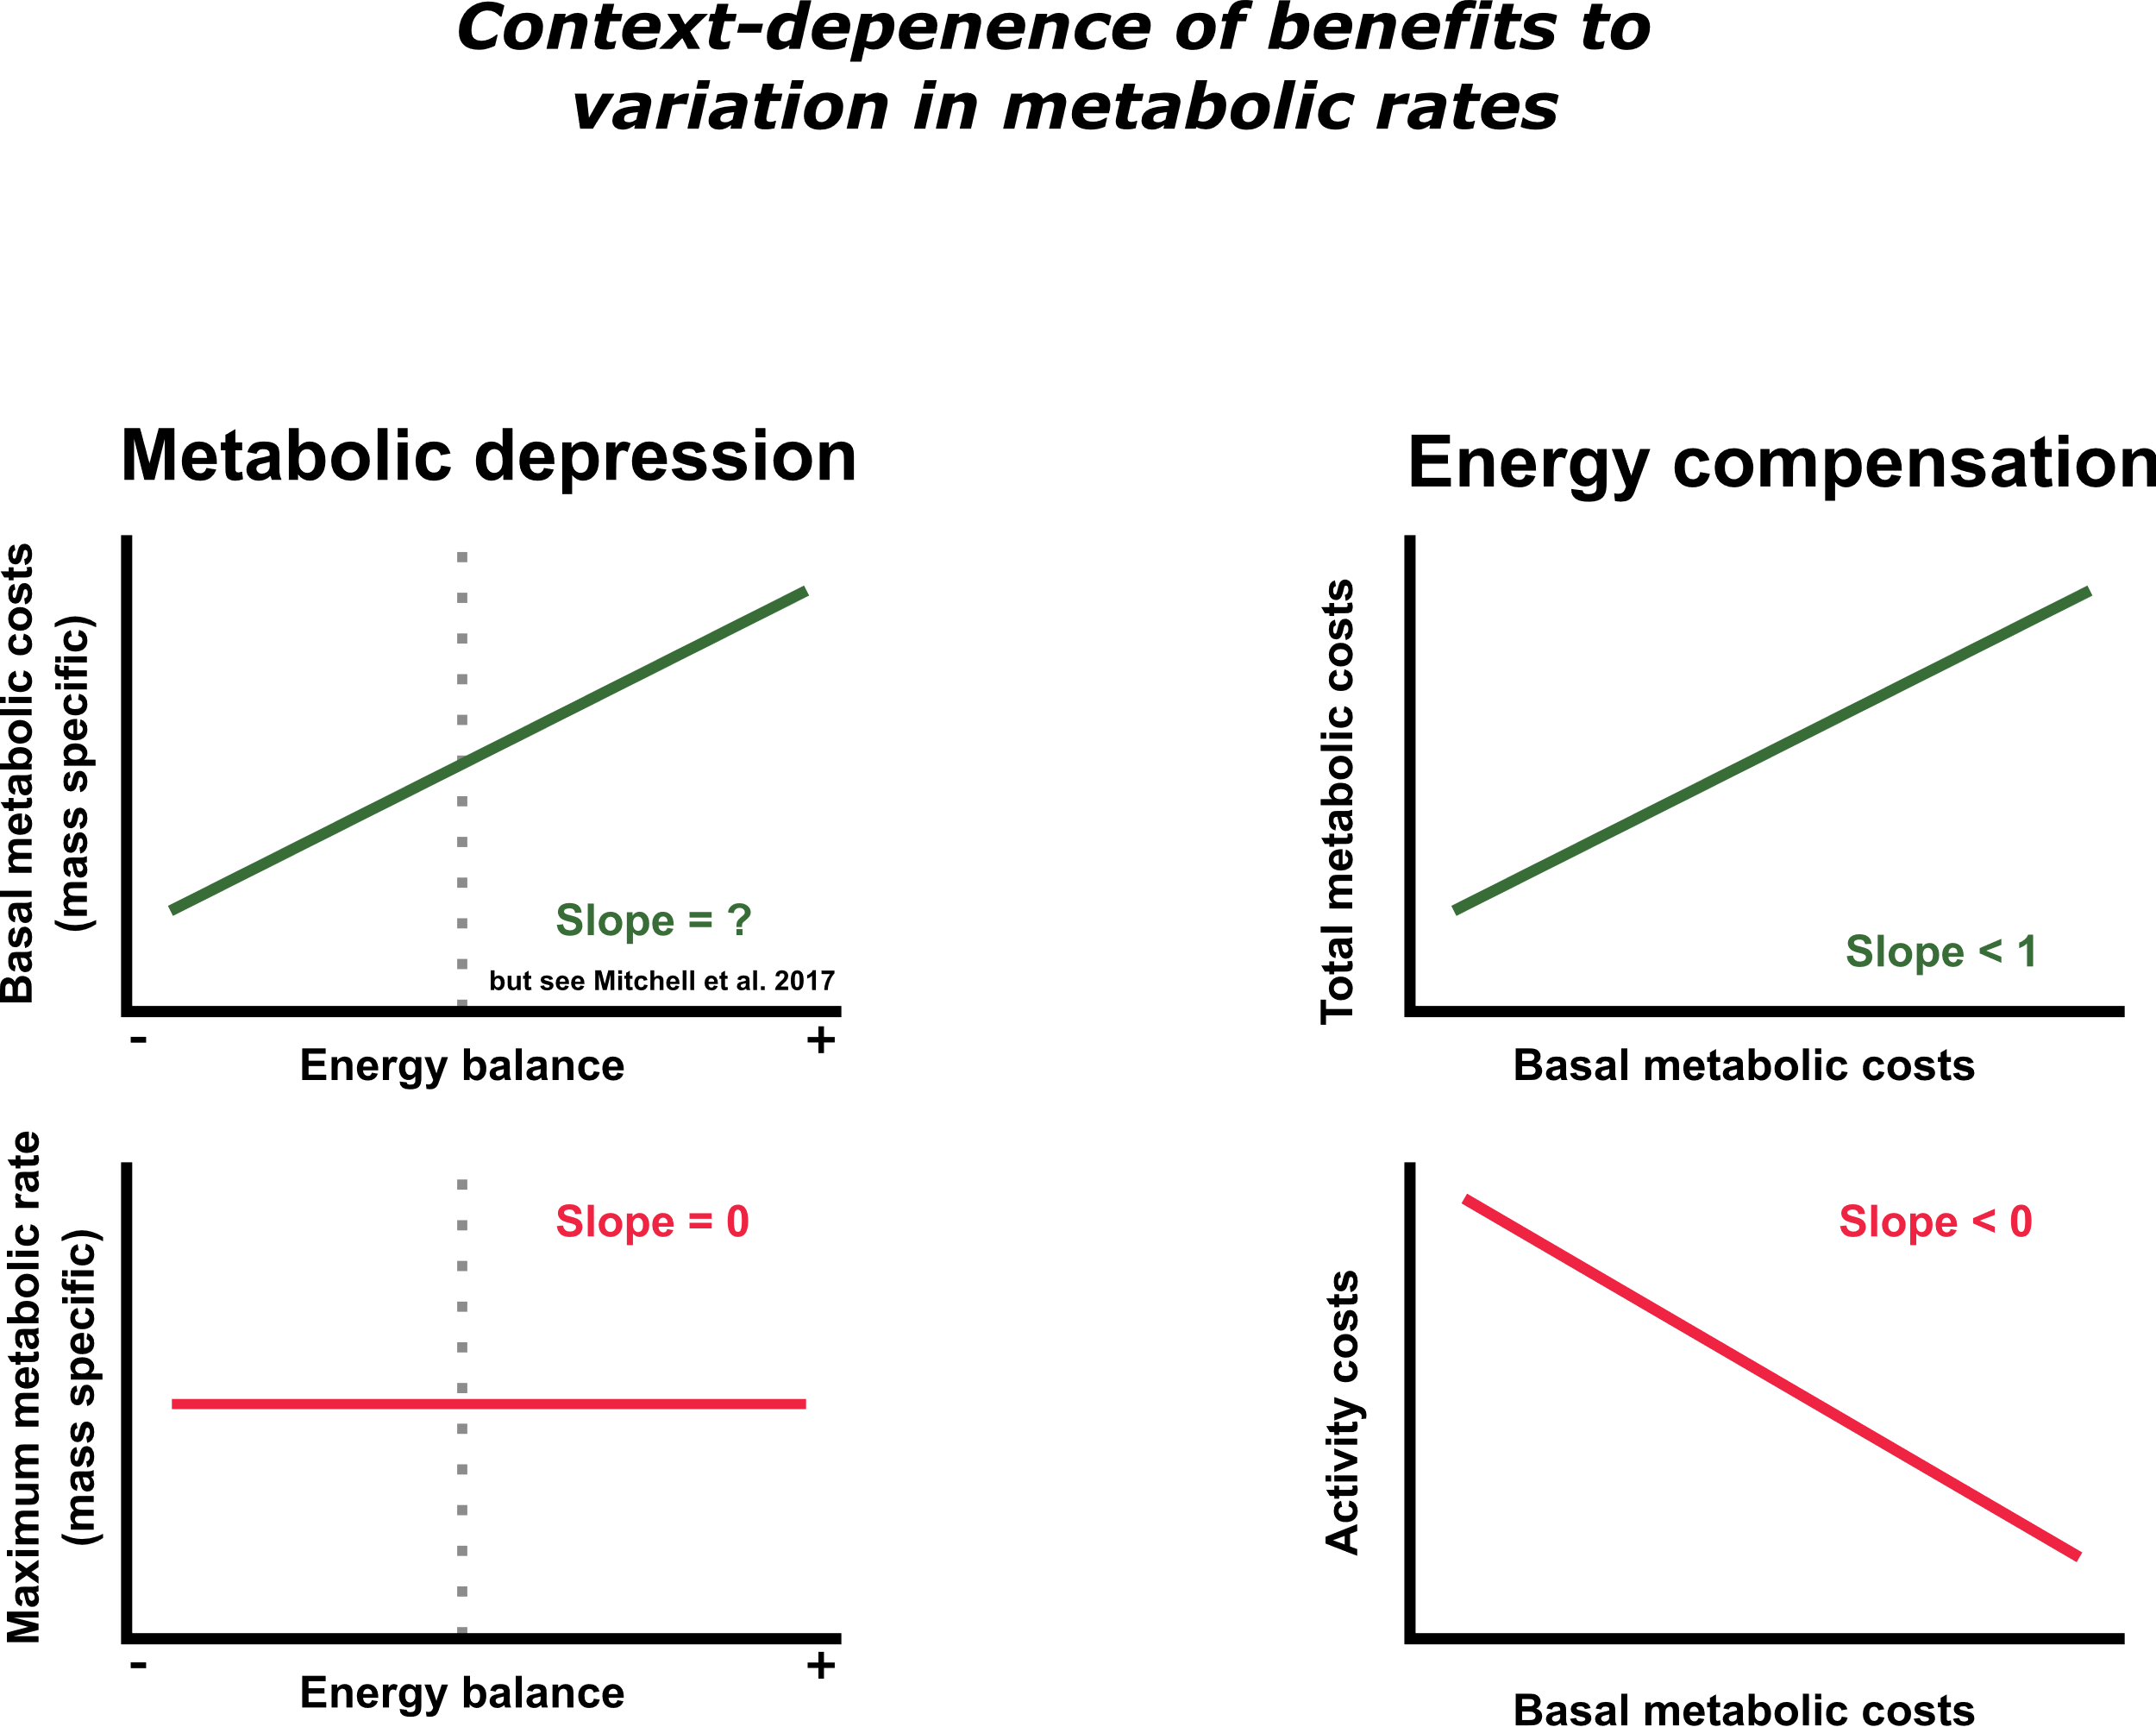 Context-depenence of benefits to
variation in metabolic rates
Metabolic depression
Basal metabolic costs
(mass specific)
Slope = ?
but see Mitchell et al. 2017
-
+
Energy balance
Maximum metabolic rate
(mass specific)
Slope = 0
-
+
Energy balance
Energy compensation
Total metabolic costs
Slope < 1
Basal metabolic costs
Activity costs
Slope < 0
Basal metabolic costs